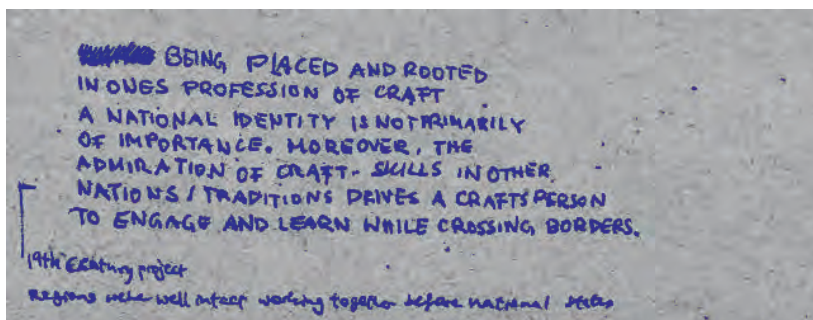 BEING PLACED AND ROOTED
IN ONES PROFESSION OF CRAFT
A NATIONAL IDENTITY IS NOT PRIMARILY
OF IMPORTANCE. MOREOVER, THE
ADMIRATION OF CRAFT- SKILLS IN OTHER
NATIONS / TRADITIONS DRIVES A CRAFTSPERSON
TO ENGAGE AND LEARN WHILE CROSSING BORDERS.
19th Century project
Regions were well intact working together before national states